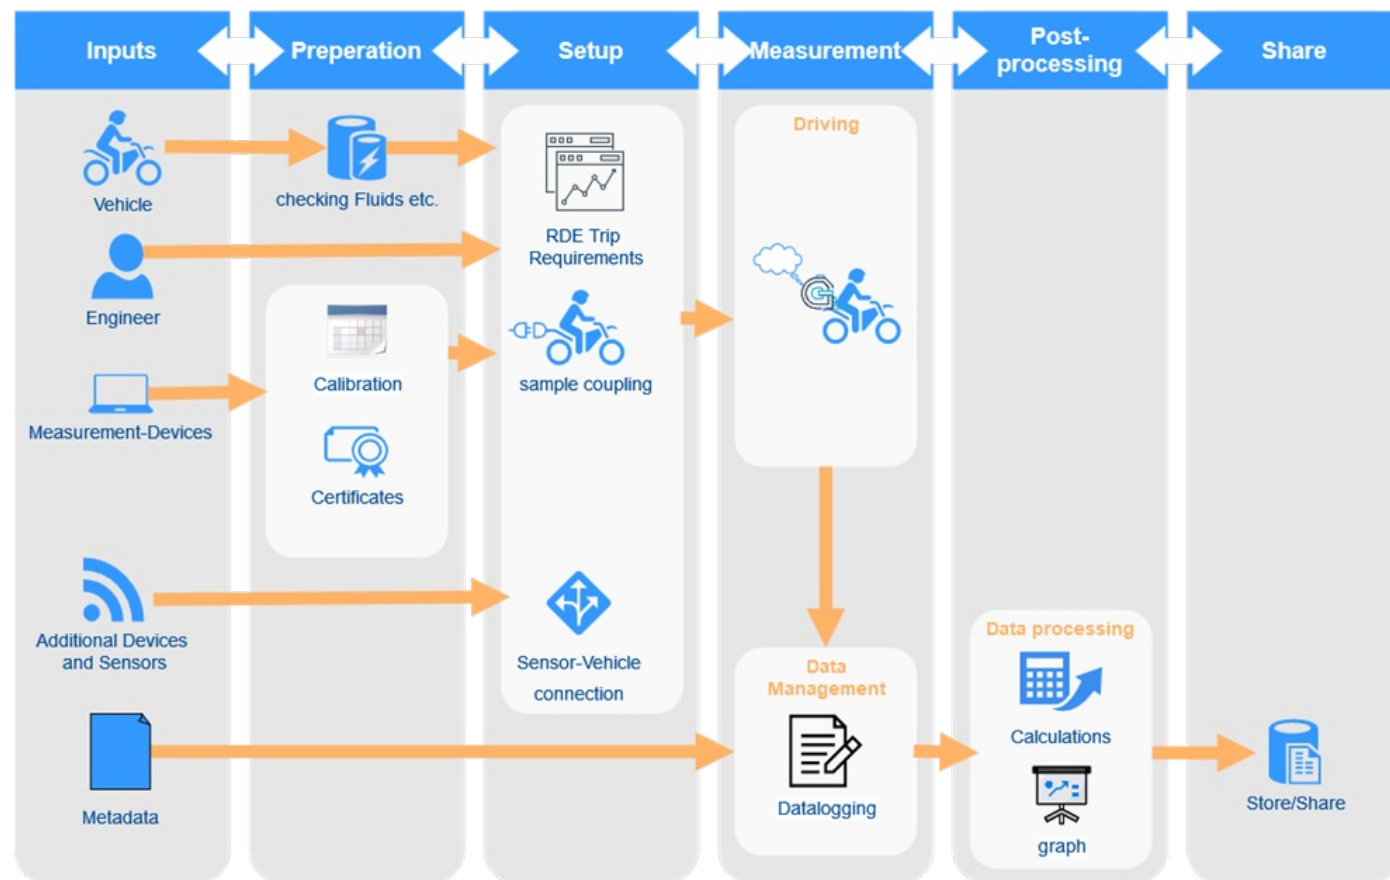 Inputs
Preperation
Setup
Measurement
Post-
processing
Share
Vehicle
Engineer
Measurement-Devices
Additional Devices
and Sensors
Metadata
checking Fluids etc.
Calibration
Certificates
RDE Trip
Requirements
sample coupling
Sensor-Vehicle
connection
Driving
Data
Management
Datalogging
Data processing
Calculations
graph
Store/Share